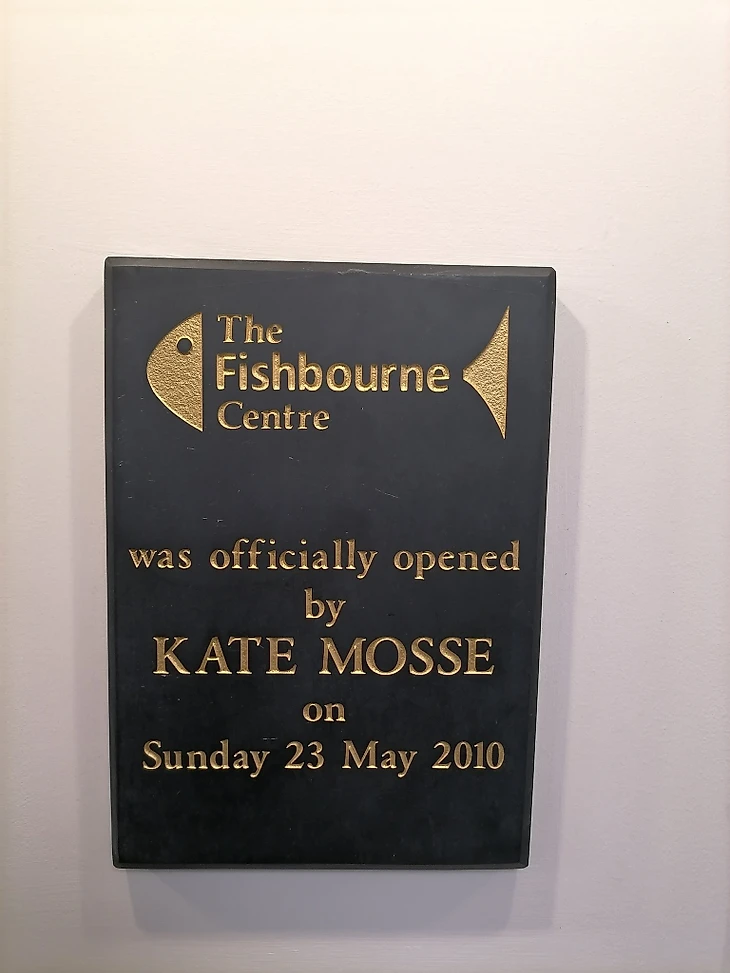 The
Fishbourne
Centre
was officially opened
by
KATE MOSSE
on
Sunday 23 May 2010